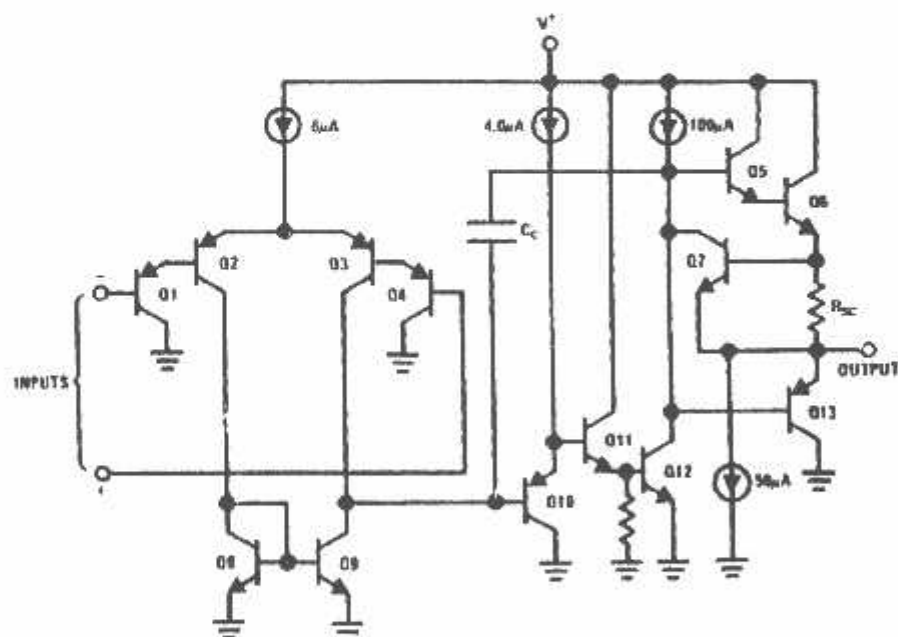 V+
6μA
4.0μA
100μA
Q5
Q6
Q2
Q3
CC
Q7
Q1
Q4
RSC
−
INPUTS
OUTPUT
Q13
Q11
Q12
+
Q10
50μA
Q8
Q9